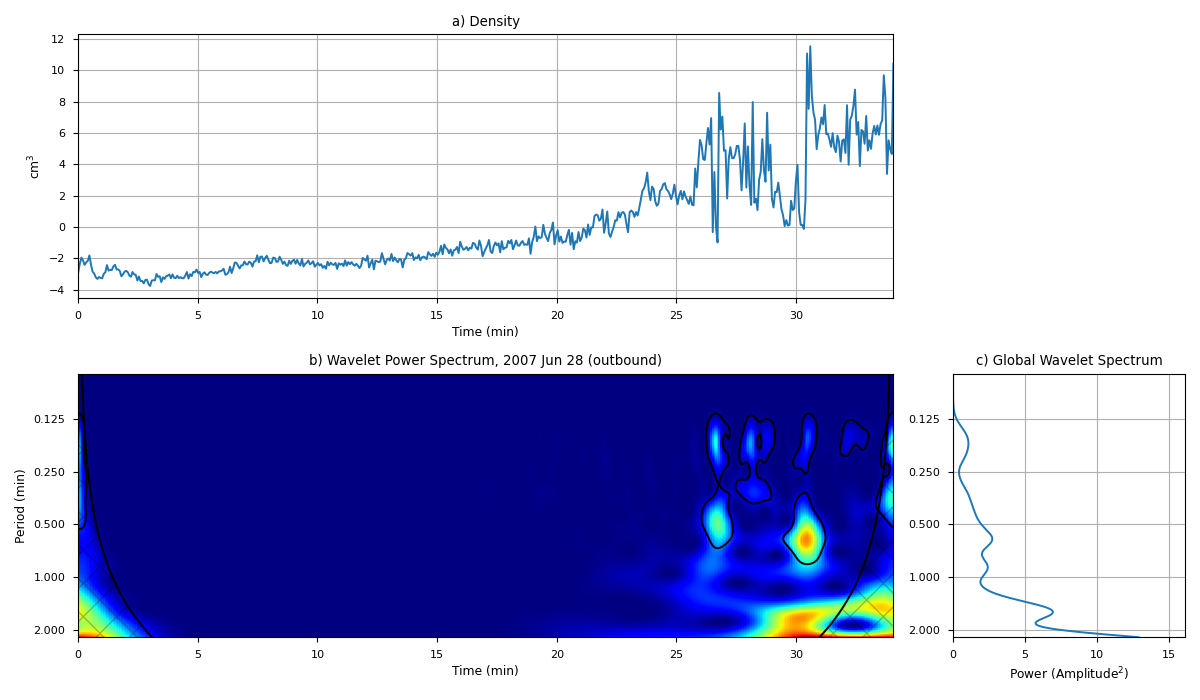 a) Density
12
10
8
6
4
2
0
−2
−4
cm³
0 5 10 15 20 25 30
Time (min)
b) Wavelet Power Spectrum, 2007 Jun 28 (outbound)
c) Global Wavelet Spectrum
0.125
0.250
0.500
1.000
2.000
Period (min)
0 5 10 15 20 25 30
Time (min)
0.125
0.250
0.500
1.000
2.000
0 5 10 15
Power (Amplitude²)